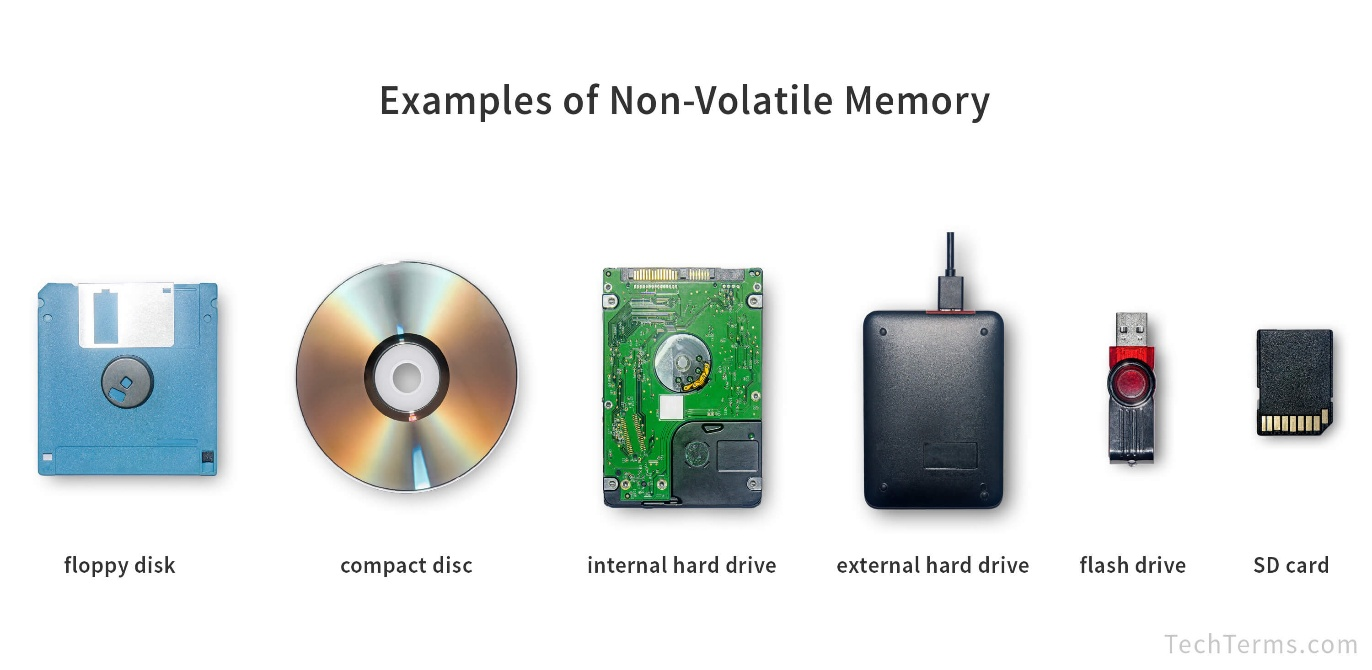 Examples of Non-Volatile Memory
floppy disk
compact disc
internal hard drive
external hard drive
flash drive
SD card
TechTerms.com